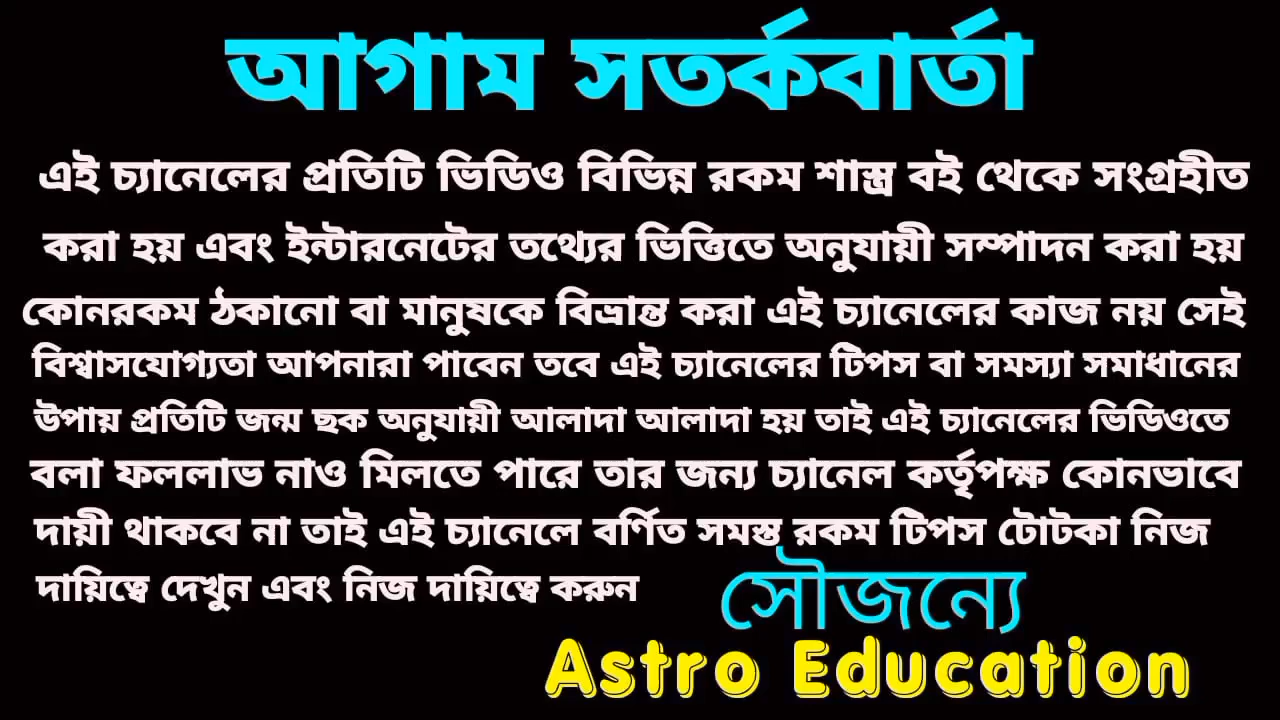 আগাম সতর্কবার্তা
এই চ্যানেলের প্রতিটি ভিডিও বিভিন্ন রকম শাস্ত্র বই থেকে সংগ্রহীত
করা হয় এবং ইন্টারনেটের তথ্যের ভিত্তিতে অনুযায়ী সম্পাদন করা হয়
কোনরকম ঠকানো বা মানুষকে বিভ্রান্ত করা এই চ্যানেলের কাজ নয় সেই
বিশ্বাসযোগ্যতা আপনারা পাবেন তবে এই চ্যানেলের টিপস বা সমস্যা সমাধানের
উপায় প্রতিটি জন্ম ছক অনুযায়ী আলাদা আলাদা হয় তাই এই চ্যানেলের ভিডিওতে
বলা ফললাভ নাও মিলতে পারে তার জন্য চ্যানেল কর্তৃপক্ষ কোনভাবে
দায়ী থাকবে না তাই এই চ্যানেলে বর্ণিত সমস্ত রকম টিপস টোটকা নিজ
দায়িত্বে দেখুন এবং নিজ দায়িত্বে করুন
সৌজন্যে
Astro Education